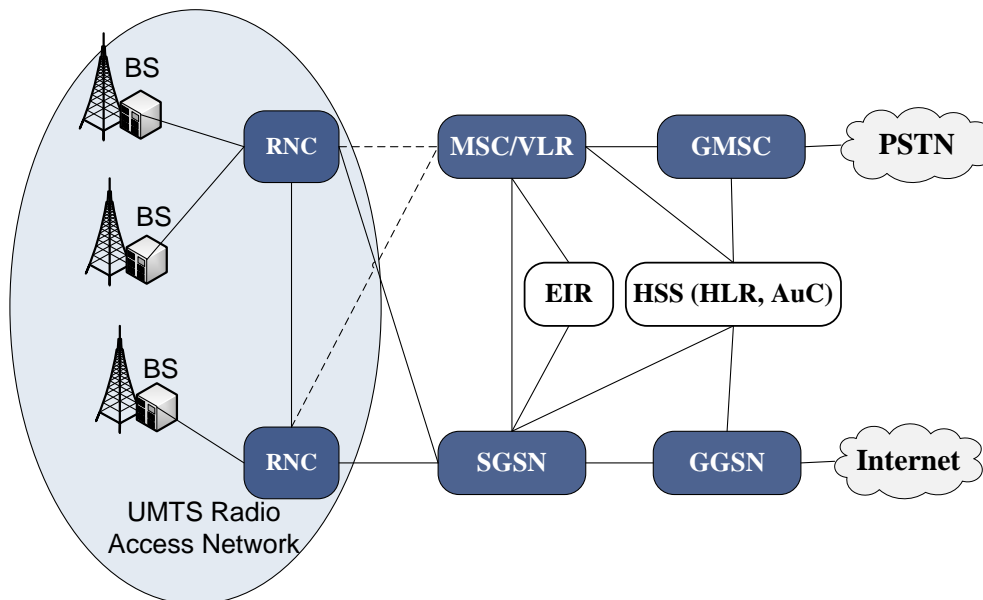 BS
RNC
MSC/VLR
GMSC
PSTN
BS
EIR
HSS (HLR, AuC)
BS
RNC
SGSN
GGSN
Internet
UMTS Radio
Access Network